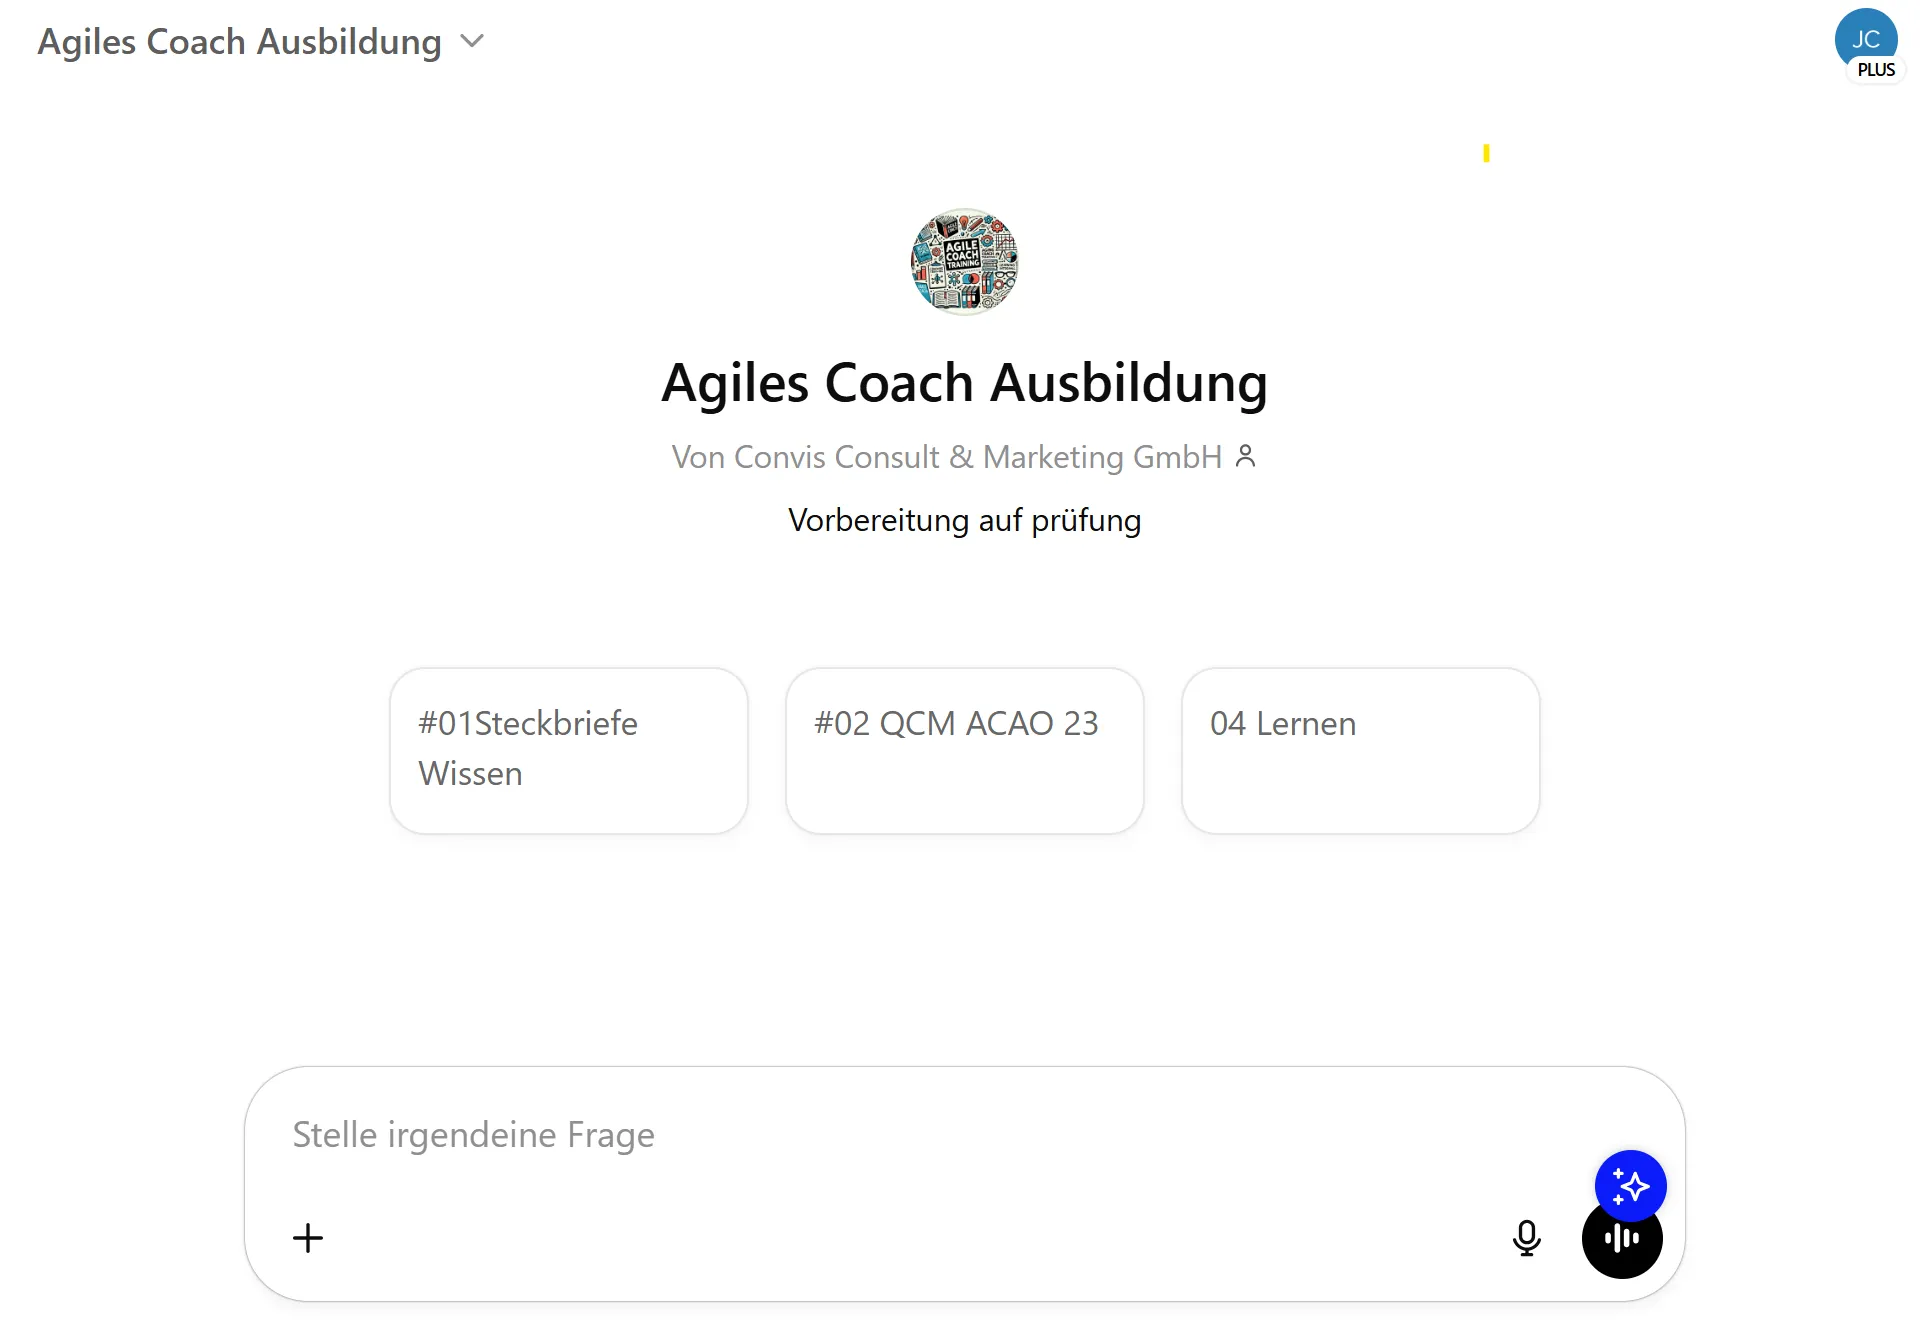 Agiles Coach Ausbildung
JC
PLUS
AGILE
COACH
TRAINING
Agiles Coach Ausbildung
Von Convis Consult & Marketing GmbH
Vorbereitung auf prüfung
#01Steckbriefe
Wissen
#02 QCM ACAO 23
04 Lernen
Stelle irgendeine Frage